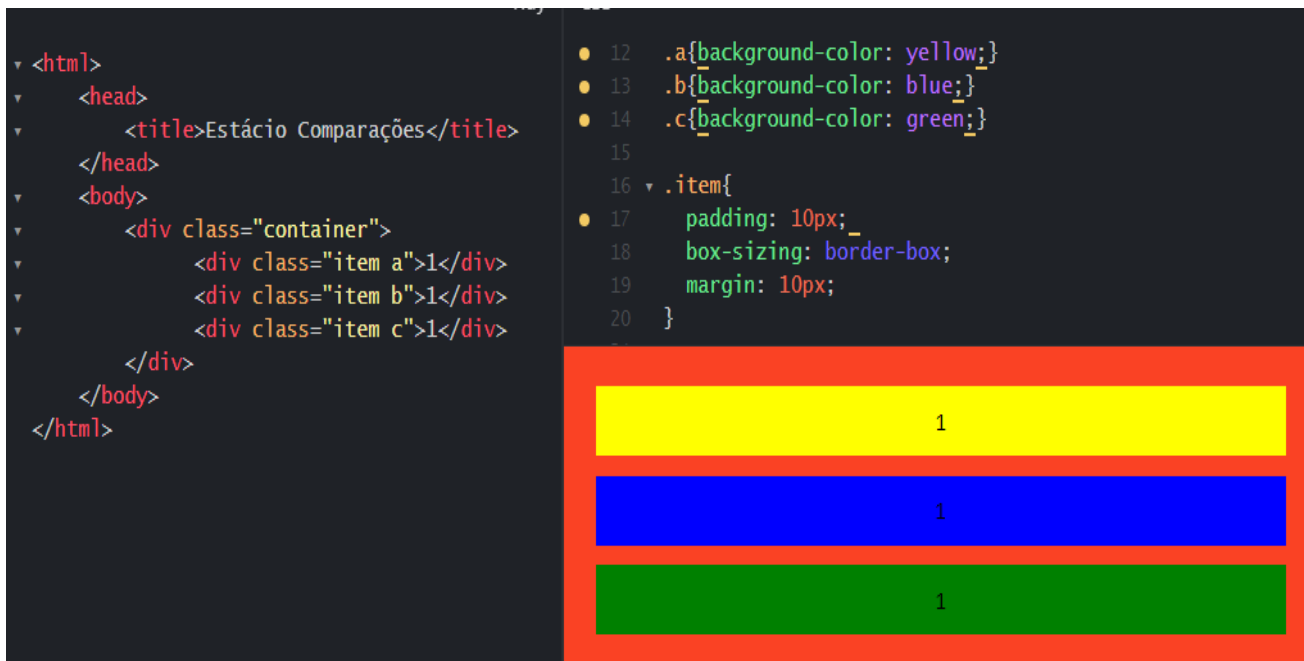 <html>
<head>
<title>Estácio Comparações</title>
</head>
<body>
<div class="container">
<div class="item a">1</div>
<div class="item b">1</div>
<div class="item c">1</div>
</div>
</body>
</html>
12 .a{background-color: yellow;}
13 .b{background-color: blue;}
14 .c{background-color: green;}
15
16 .item{
17 padding: 10px;
18 box-sizing: border-box;
19 margin: 10px;
20 }
1
1
1